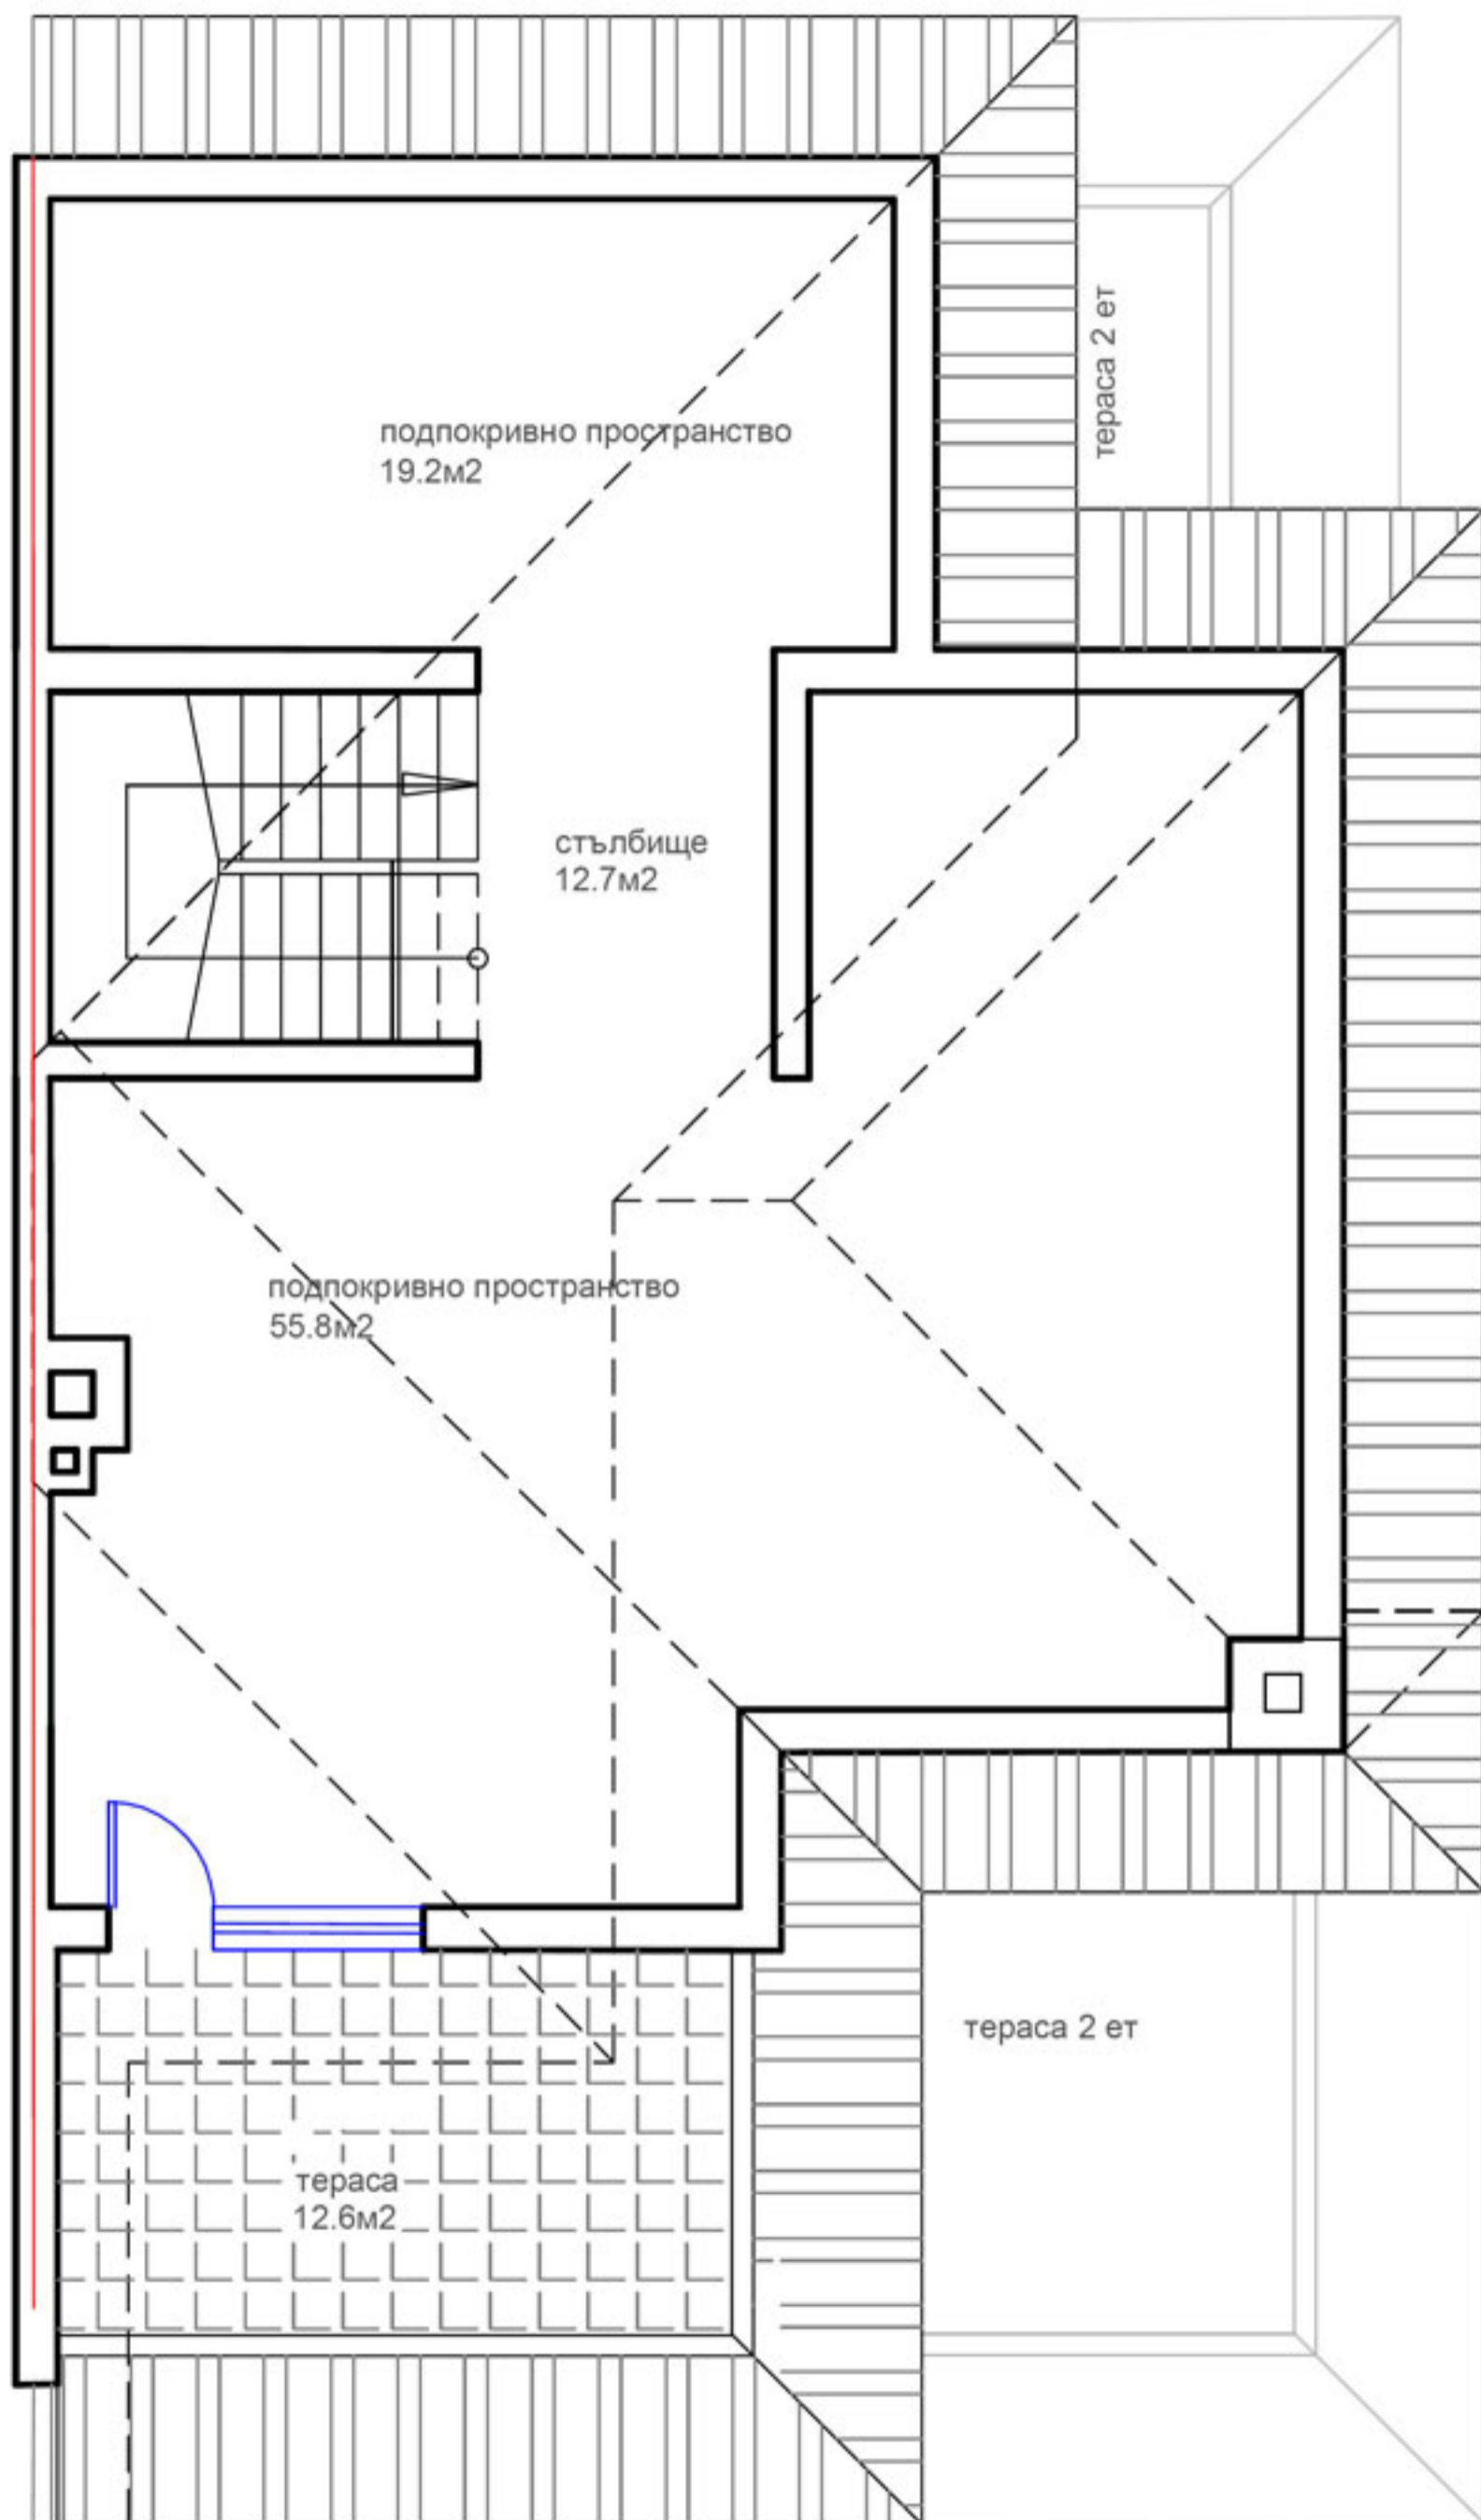 тераса 2 ет
подпокривно пространство
19.2м2
стълбище
12.7м2
подпокривно пространство
55.8м2
тераса 2 ет
тераса
12.6м2